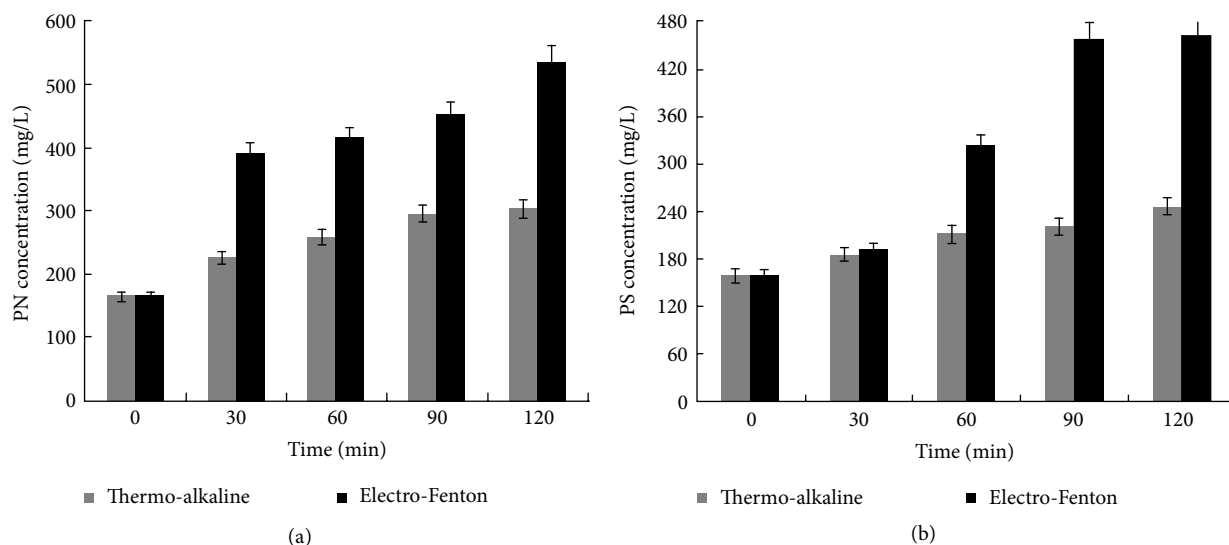 600
500
400
300
200
100
0
PN concentration (mg/L)
0 30 60 90 120
Time (min)
Thermo-alkaline Electro-Fenton
(a)
480
420
360
300
240
180
120
60
0
PS concentration (mg/L)
0 30 60 90 120
Time (min)
Thermo-alkaline Electro-Fenton
(b)